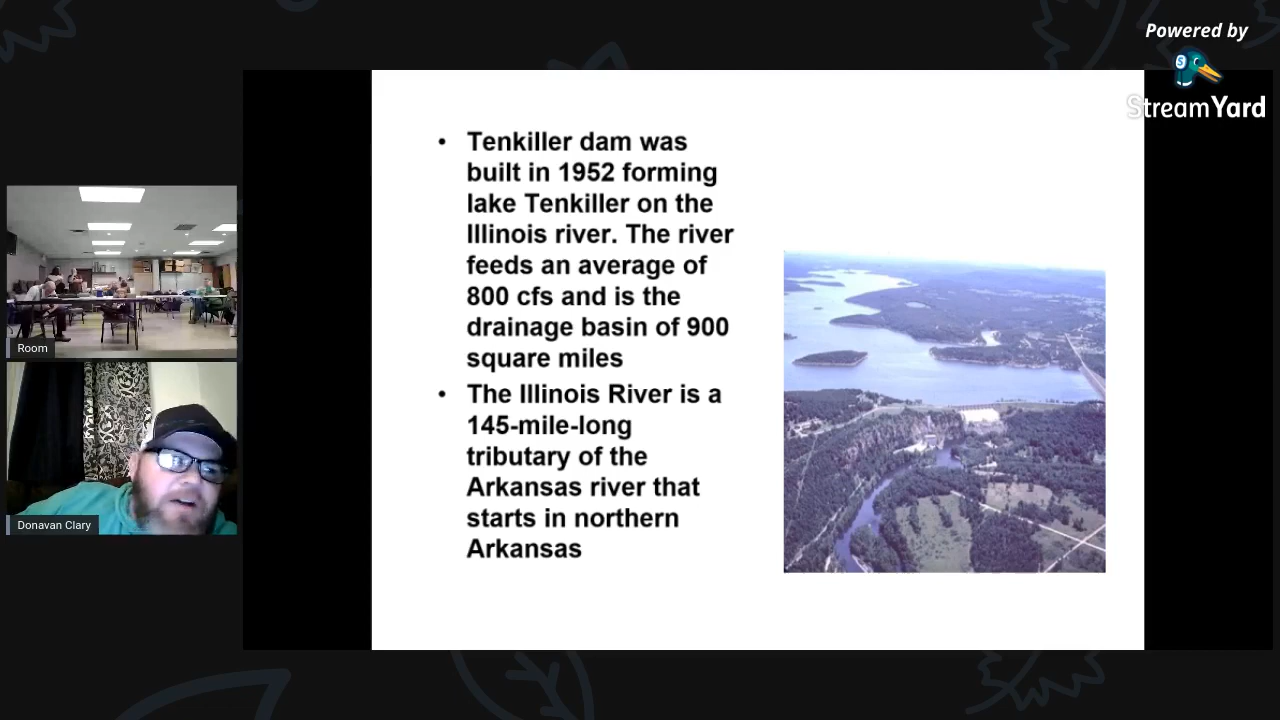 Powered by
StreamYard
• Tenkiller dam was
built in 1952 forming
lake Tenkiller on the
Illinois river. The river
feeds an average of
800 cfs and is the
drainage basin of 900
square miles
• The Illinois River is a
145-mile-long
tributary of the
Arkansas river that
starts in northern
Arkansas
Room
Donavan Clary